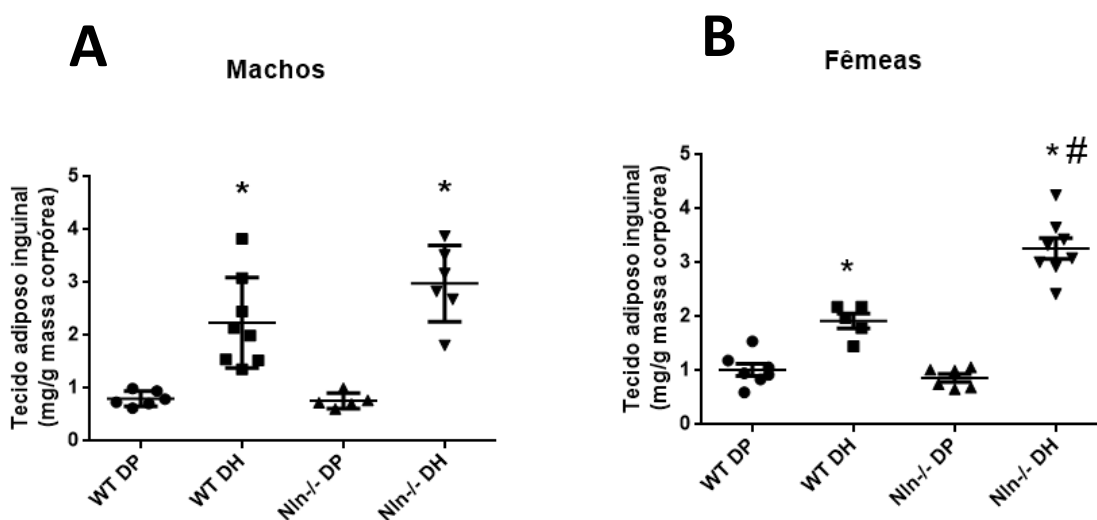 A
Machos
Tecido adiposo inguinal
(mg/g massa corpórea)
5
4
3
2
1
0
*
*
WT DP
WT DH
Nln-/- DP
Nln-/- DH
B
Fêmeas
Tecido adiposo inguinal
(mg/g massa corpórea)
5
4
3
2
1
0
*
* #
WT DP
WT DH
Nln-/- DP
Nln-/- DH